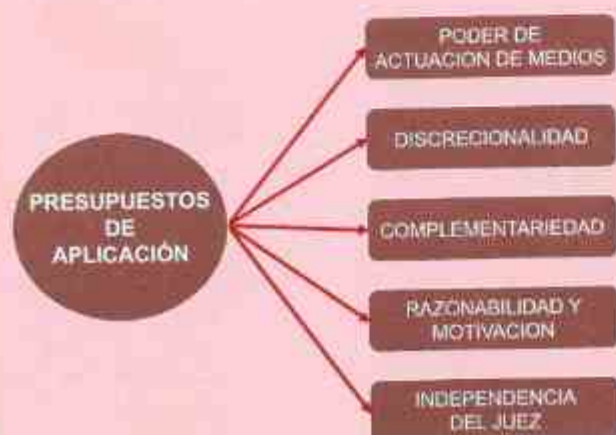 PRESUPUESTOS
DE
APLICACIÓN
PODER DE
ACTUACION DE MEDIOS
DISCRECIONALIDAD
COMPLEMENTARIEDAD
RAZONABILIDAD Y
MOTIVACION
INDEPENDENCIA
DEL JUEZ